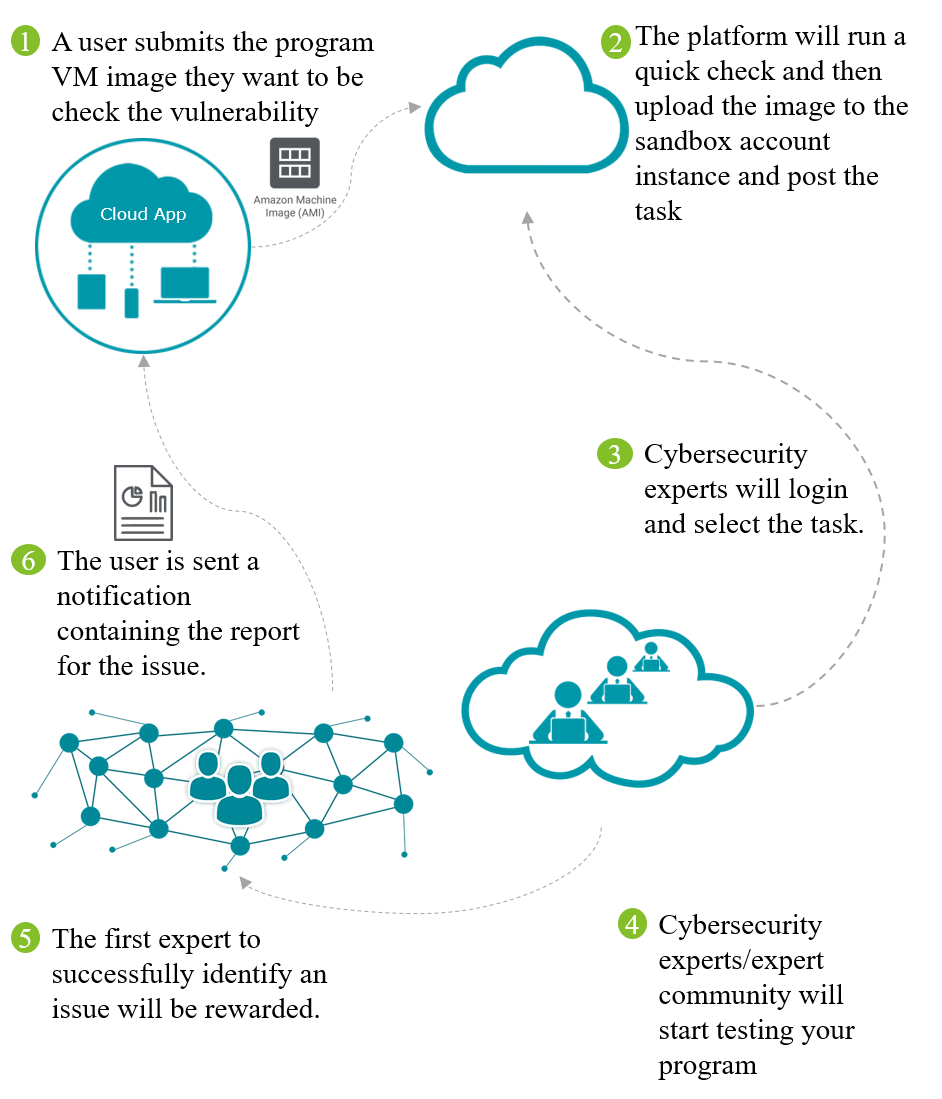 1 A user submits the program
VM image they want to be
check the vulnerability
Cloud App
Amazon Machine
Image (AMI)
2 The platform will run a
quick check and then
upload the image to the
sandbox account
instance and post the
task
3 Cybersecurity
experts will login
and select the task.
4 Cybersecurity
experts/expert
community will
start testing your
program
5 The first expert to
successfully identify an
issue will be rewarded.
6 The user is sent a
notification
containing the report
for the issue.